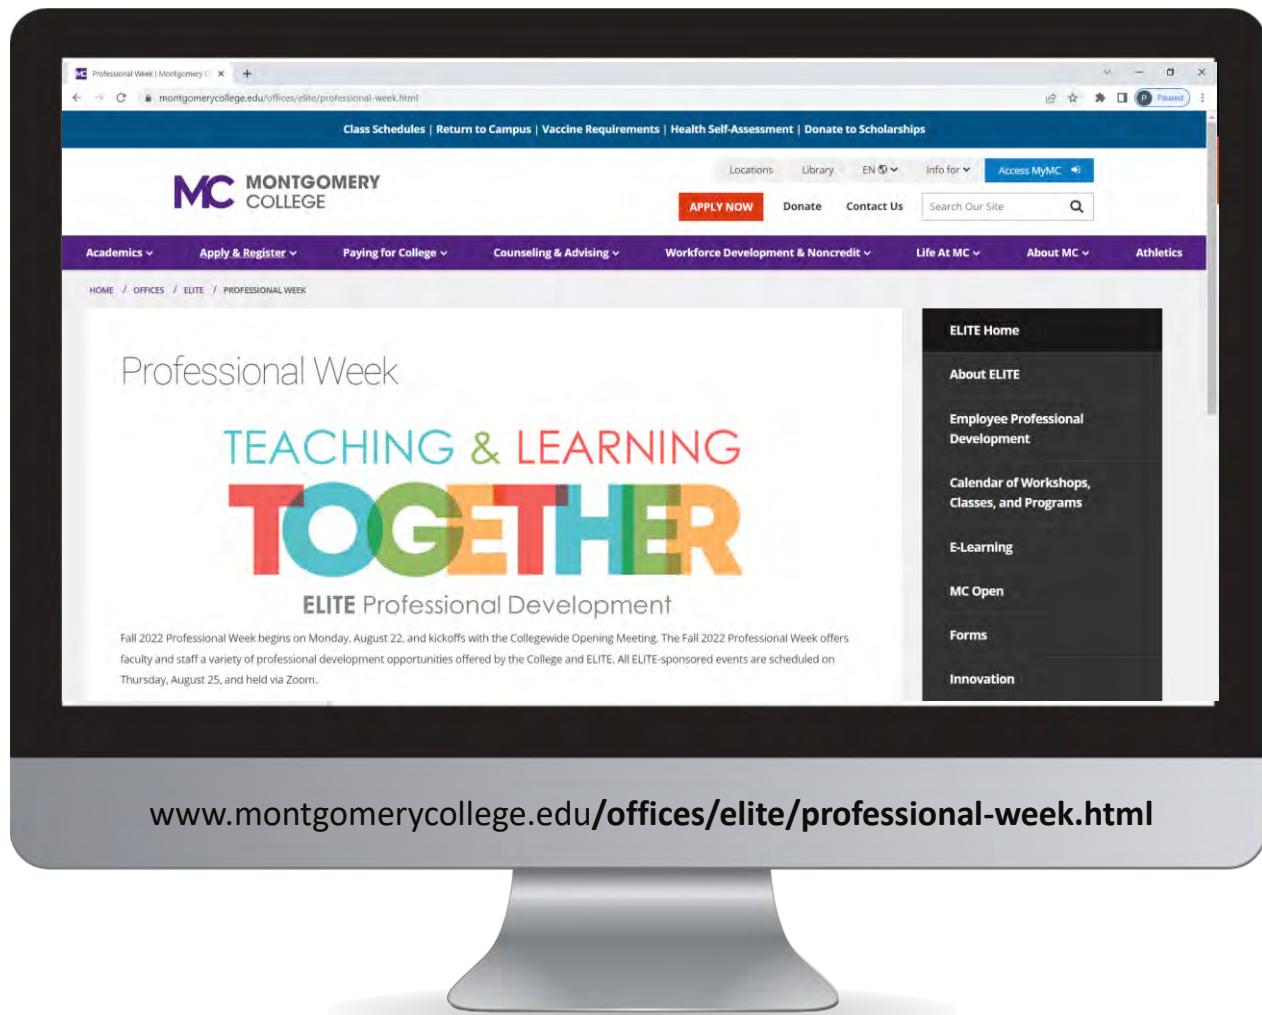 Professional Week | Montgomery C
montgomerycollege.edu/offices/elite/professional-week.html
P Paused
Class Schedules | Return to Campus | Vaccine Requirements | Health Self-Assessment | Donate to Scholarships
Locations Library EN Info for Access MyMC
MC MONTGOMERY
COLLEGE
APPLY NOW Donate Contact Us Search Our Site
Academics Apply & Register Paying for College Counseling & Advising Workforce Development & Noncredit Life At MC About MC Athletics
HOME / OFFICES / ELITE / PROFESSIONAL WEEK
Professional Week
TEACHING & LEARNING
TOGETHER
ELITE Professional Development
Fall 2022 Professional Week begins on Monday, August 22, and kickoffs with the Collegewide Opening Meeting. The Fall 2022 Professional Week offers
faculty and staff a variety of professional development opportunities offered by the College and ELITE. All ELITE-sponsored events are scheduled on
Thursday, August 25, and held via Zoom.
ELITE Home
About ELITE
Employee Professional
Development
Calendar of Workshops,
Classes, and Programs
E-Learning
MC Open
Forms
Innovation
www.montgomerycollege.edu/offices/elite/professional-week.html